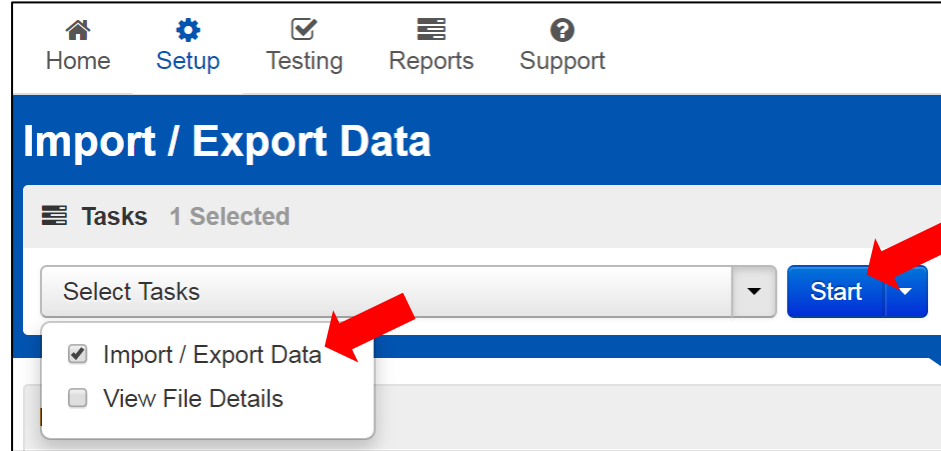 Home Setup Testing Reports Support
Import / Export Data
Tasks 1 Selected
Select Tasks
Start
Import / Export Data
View File Details